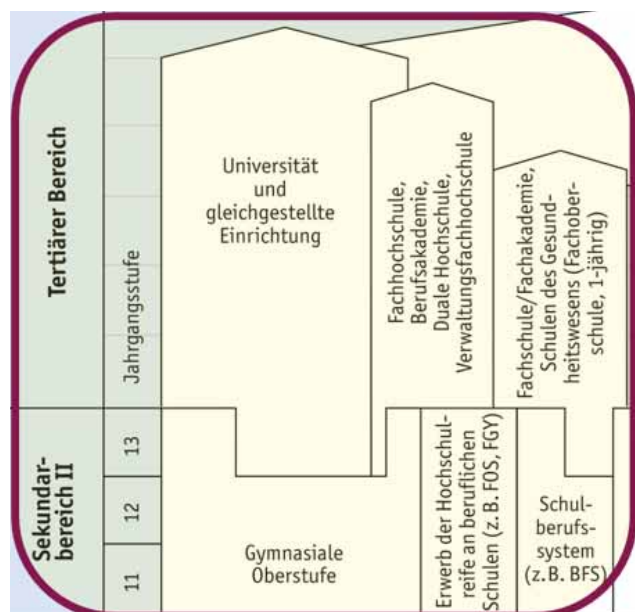 Tertiärer Bereich
Jahrgangsstufe
Universität
und
gleichgestellte
Einrichtung
Fachhochschule,
Berufsakademie,
Duale Hochschule,
Verwaltungsfachhochschule
Fachschule/Fachakademie,
Schulen des Gesund-
heitswesens (Fachober-
schule, 1-jährig)
Sekundar-
bereich II
13
12
11
Gymnasiale
Oberstufe
Erwerb der Hochschul-
reife an beruflichen
Schulen (z. B. FOS, FGY)
Schul-
berufs-
system
(z. B. BFS)